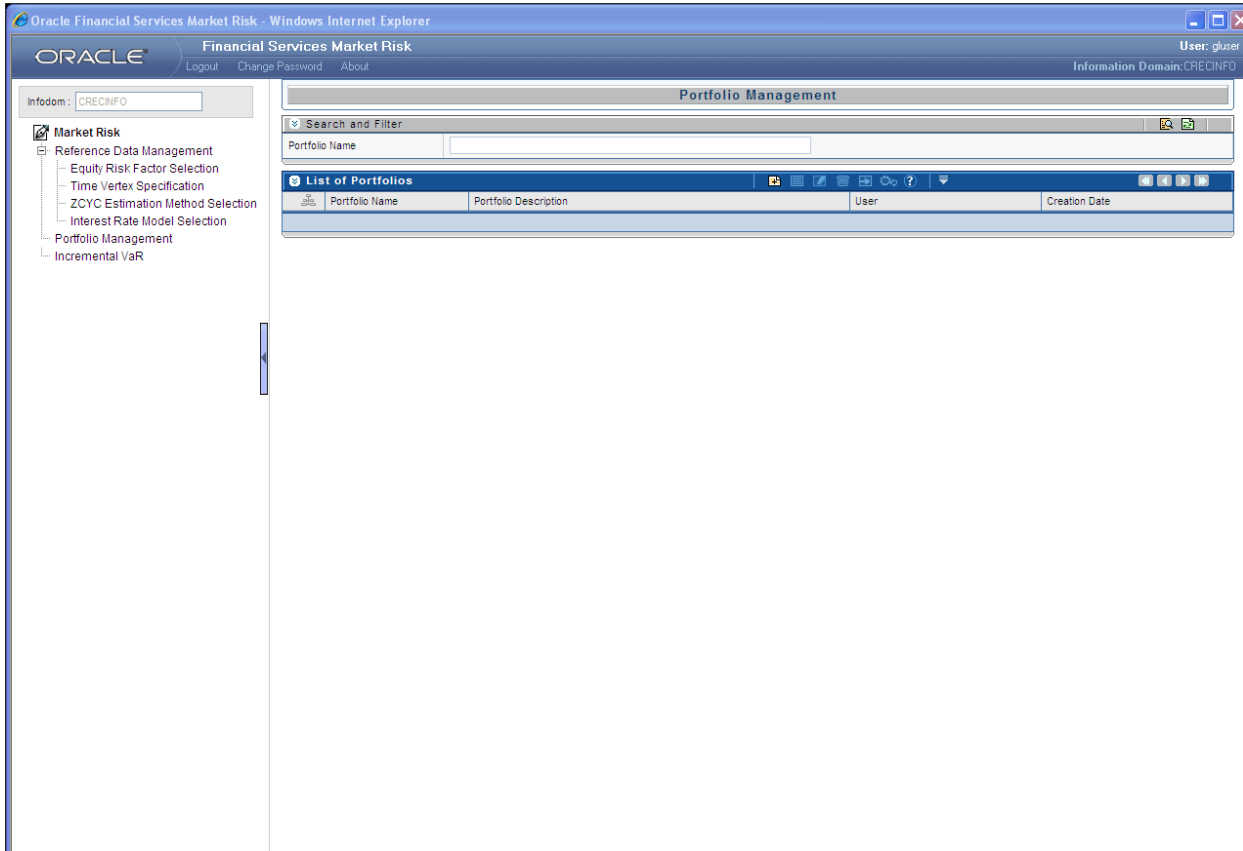 Oracle Financial Services Market Risk - Windows Internet Explorer
ORACLE
Financial Services Market Risk
User: gluser
Logout Change Password About
Information Domain:CRECINFO
Infodom : CRECINFO
Market Risk
Reference Data Management
Equity Risk Factor Selection
Time Vertex Specification
ZCYC Estimation Method Selection
Interest Rate Model Selection
Portfolio Management
Incremental VaR
Portfolio Management
Search and Filter
Portfolio Name
List of Portfolios
Portfolio Name Portfolio Description User Creation Date